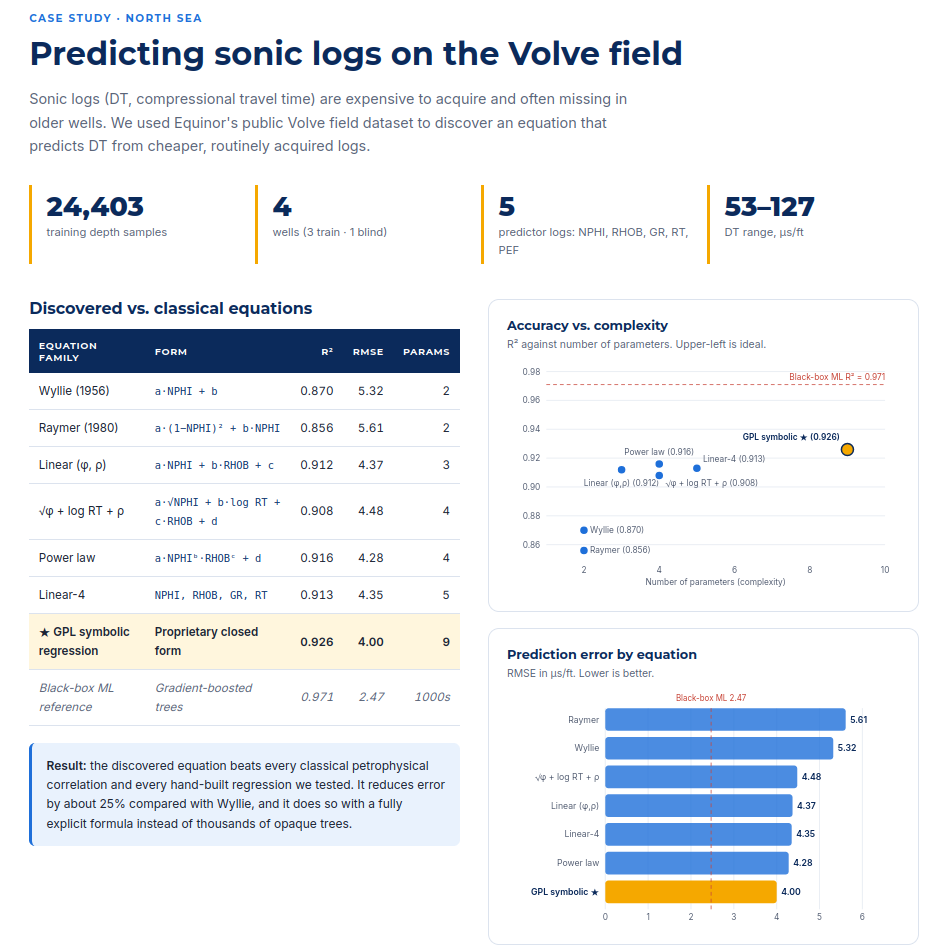 CASE STUDY · NORTH SEA
Predicting sonic logs on the Volve field
Sonic logs (DT, compressional travel time) are expensive to acquire and often missing in
older wells. We used Equinor's public Volve field dataset to discover an equation that
predicts DT from cheaper, routinely acquired logs.
24,403
training depth samples
4
wells (3 train · 1 blind)
5
predictor logs: NPHI, RHOB, GR, RT,
PEF
53–127
DT range, µs/ft
Discovered vs. classical equations
EQUATION FAMILY FORM R² RMSE PARAMS
Wyllie (1956) a·NPHI + b 0.870 5.32 2
Raymer (1980) a·(1−NPHI)² + b·NPHI 0.856 5.61 2
Linear (φ, ρ) a·NPHI + b·RHOB + c 0.912 4.37 3
√φ + log RT + ρ a·√NPHI + b·log RT + c·RHOB + d 0.908 4.48 4
Power law a·NPHIᵇ·RHOBᶜ + d 0.916 4.28 4
Linear-4 NPHI, RHOB, GR, RT 0.913 4.35 5
★ GPL symbolic regression Proprietary closed form 0.926 4.00 9
Black-box ML reference Gradient-boosted trees 0.971 2.47 1000s
Result: the discovered equation beats every classical petrophysical
correlation and every hand-built regression we tested. It reduces error
by about 25% compared with Wyllie, and it does so with a fully
explicit formula instead of thousands of opaque trees.
Accuracy vs. complexity
R² against number of parameters. Upper-left is ideal.
0.98
Black-box ML R² = 0.971
0.96
0.94
GPL symbolic ★ (0.926)
Power law (0.916)
0.92
Linear-4 (0.913)
Linear (φ,ρ) (0.912)
√φ + log RT + ρ (0.908)
0.90
0.88
Wyllie (0.870)
0.86
Raymer (0.856)
2 4 6 8 10
Number of parameters (complexity)
Prediction error by equation
RMSE in µs/ft. Lower is better.
Black-box ML 2.47
Raymer 5.61
Wyllie 5.32
√φ + log RT + ρ 4.48
Linear (φ,ρ) 4.37
Linear-4 4.35
Power law 4.28
GPL symbolic ★ 4.00
0 1 2 3 4 5 6